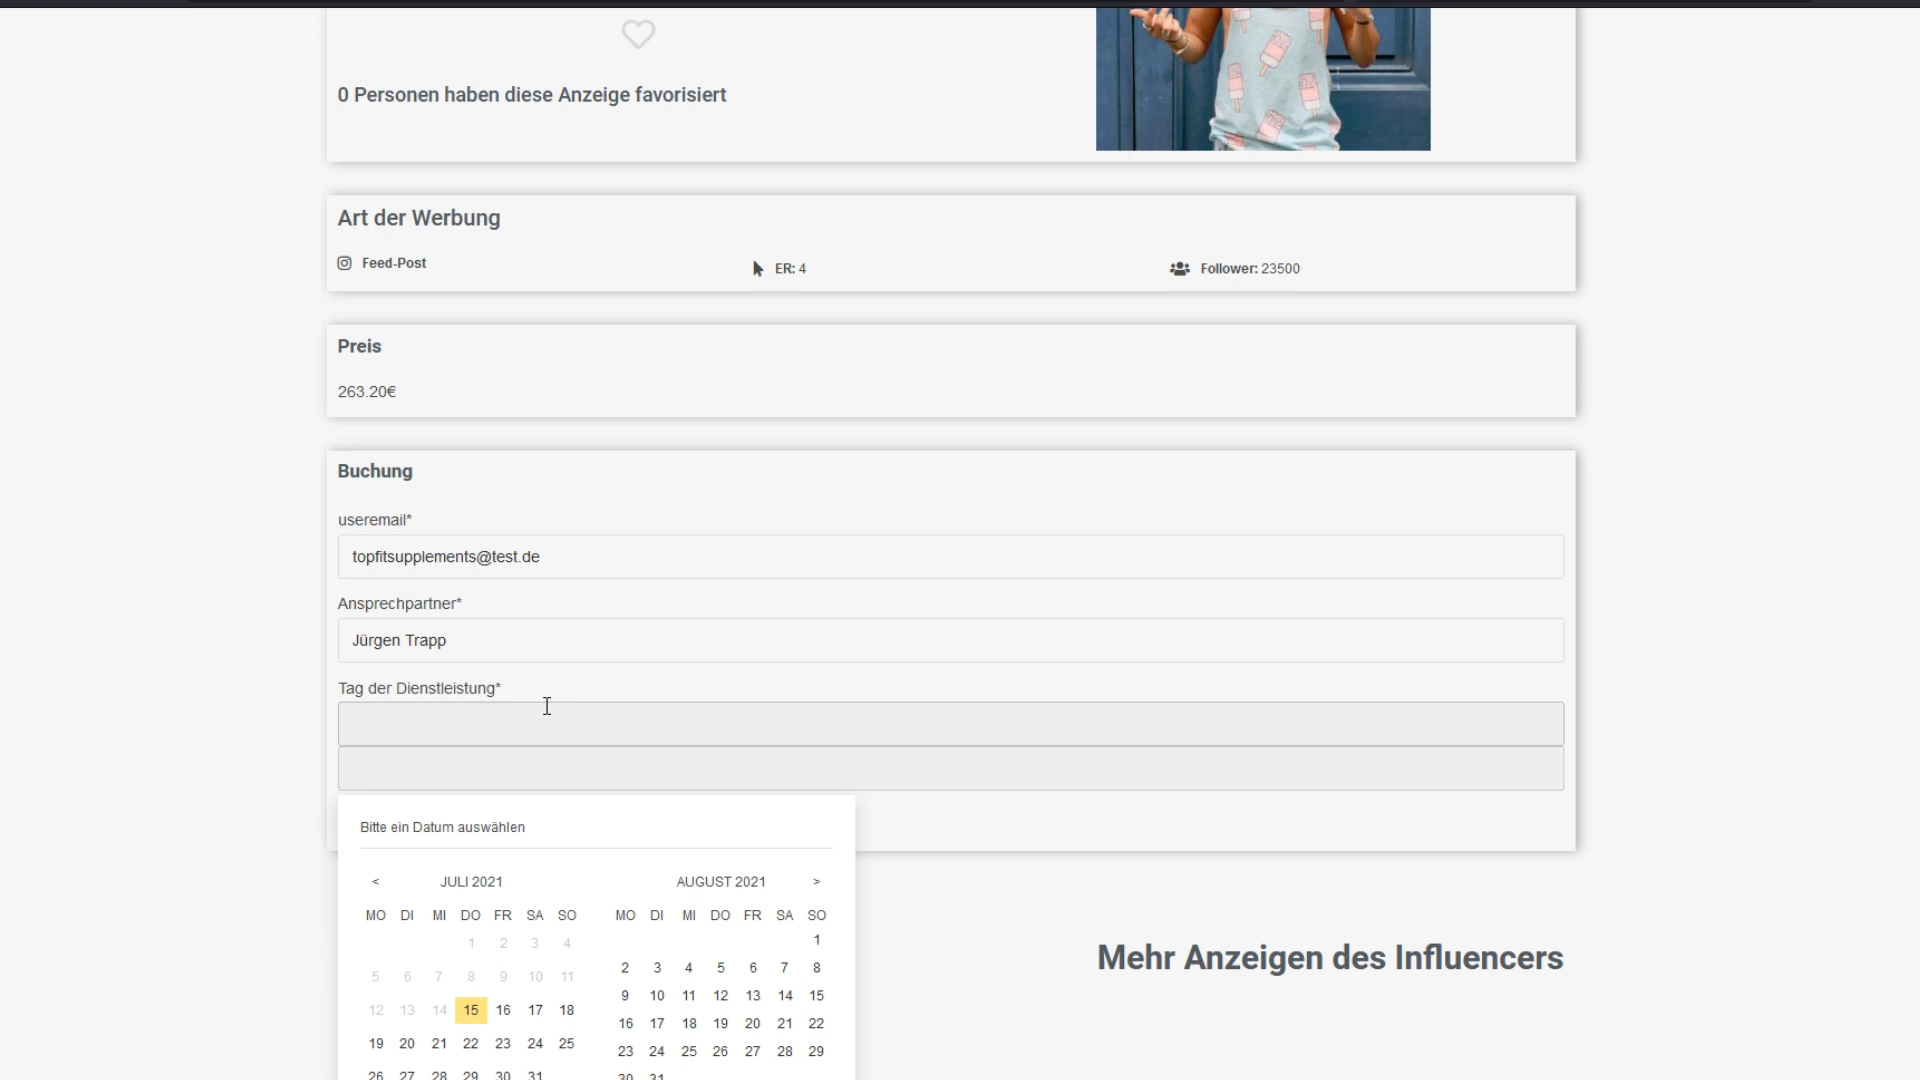 0 Personen haben diese Anzeige favorisiert
Art der Werbung
Feed-Post
ER: 4
Follower: 23500
Preis
263.20€
Buchung
useremail*
topfitsupplements@test.de
Ansprechpartner*
Jürgen Trapp
Tag der Dienstleistung*
Bitte ein Datum auswählen
< JULI 2021
MO DI MI DO FR SA SO
1 2 3 4
5 6 7 8 9 10 11
12 13 14 15 16 17 18
19 20 21 22 23 24 25
26 27 28 29 30 31
AUGUST 2021 >
MO DI MI DO FR SA SO
1
2 3 4 5 6 7 8
9 10 11 12 13 14 15
16 17 18 19 20 21 22
23 24 25 26 27 28 29
30 31
Mehr Anzeigen des Influencers